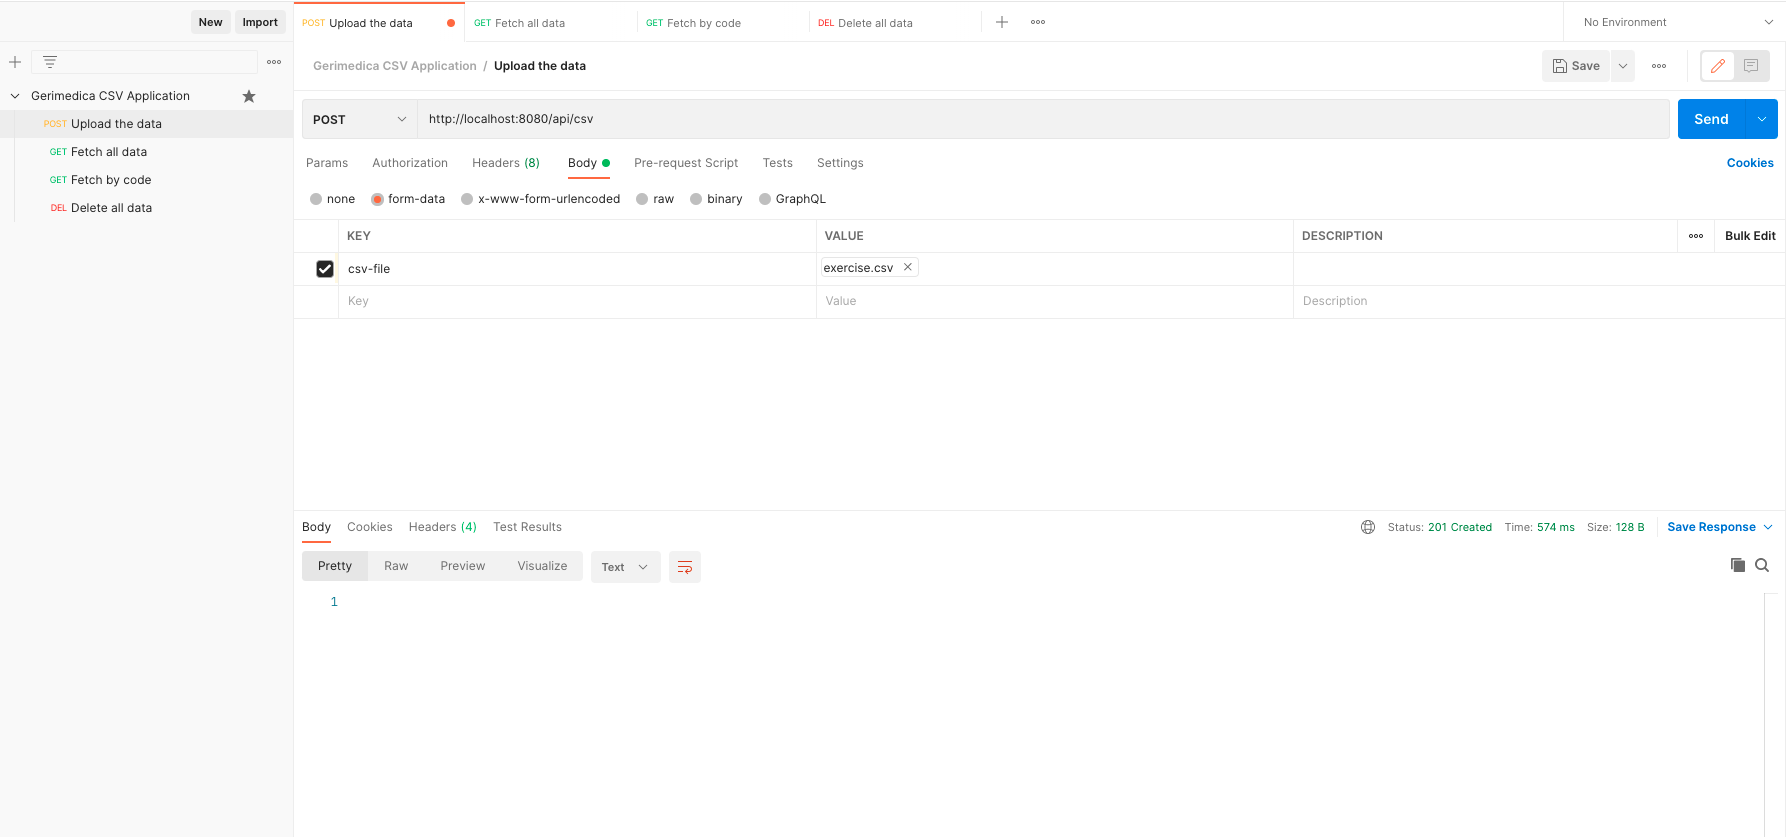 New Import
Gerimedica CSV Application
POST Upload the data
GET Fetch all data
GET Fetch by code
DEL Delete all data
POST Upload the data GET Fetch all data GET Fetch by code DEL Delete all data No Environment
Gerimedica CSV Application / Upload the data Save
POST http://localhost:8080/api/csv Send
Params Authorization Headers (8) Body Pre-request Script Tests Settings Cookies
none form-data x-www-form-urlencoded raw binary GraphQL
KEY VALUE DESCRIPTION Bulk Edit
csv-file exercise.csv
Key Value Description
Body Cookies Headers (4) Test Results Status: 201 Created Time: 574 ms Size: 128 B Save Response
Pretty Raw Preview Visualize Text
1